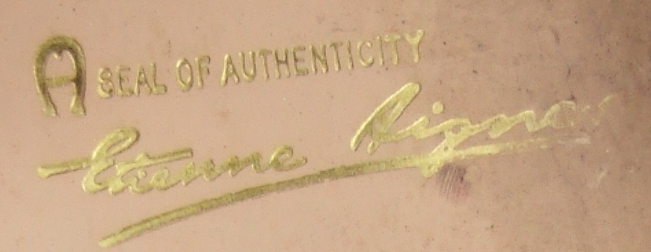 A SEAL OF AUTHENTICITY
Etienne Aigner